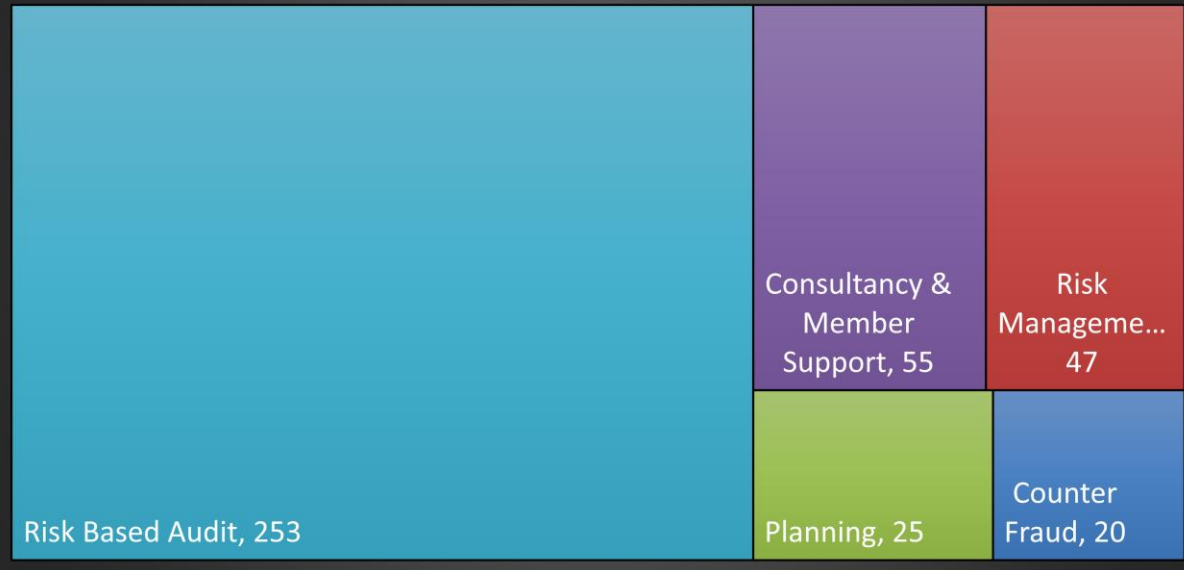 Consultancy &
Member
Support, 55
Risk
Manageme...
47
Risk Based Audit, 253
Planning, 25
Counter
Fraud, 20